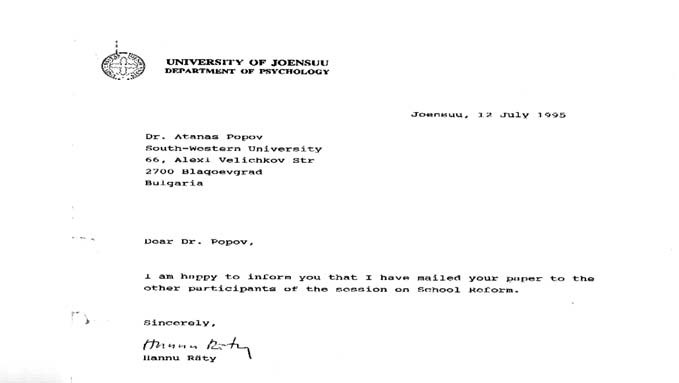 UNIVERSITY OF JOENSUU
DEPARTMENT OF PSYCHOLOGY
Joensuu, 12 July 1995
Dr. Atanas Popov
South-Western University
66, Alexi Velichkov Str
2700 Blaqoevgrad
Bulgaria
Dear Dr. Popov,
I am happy to inform you that I have mailed your paper to the
other participants of the session on School Reform.
Sincerely,
Hannu Räty
Hannu Räty